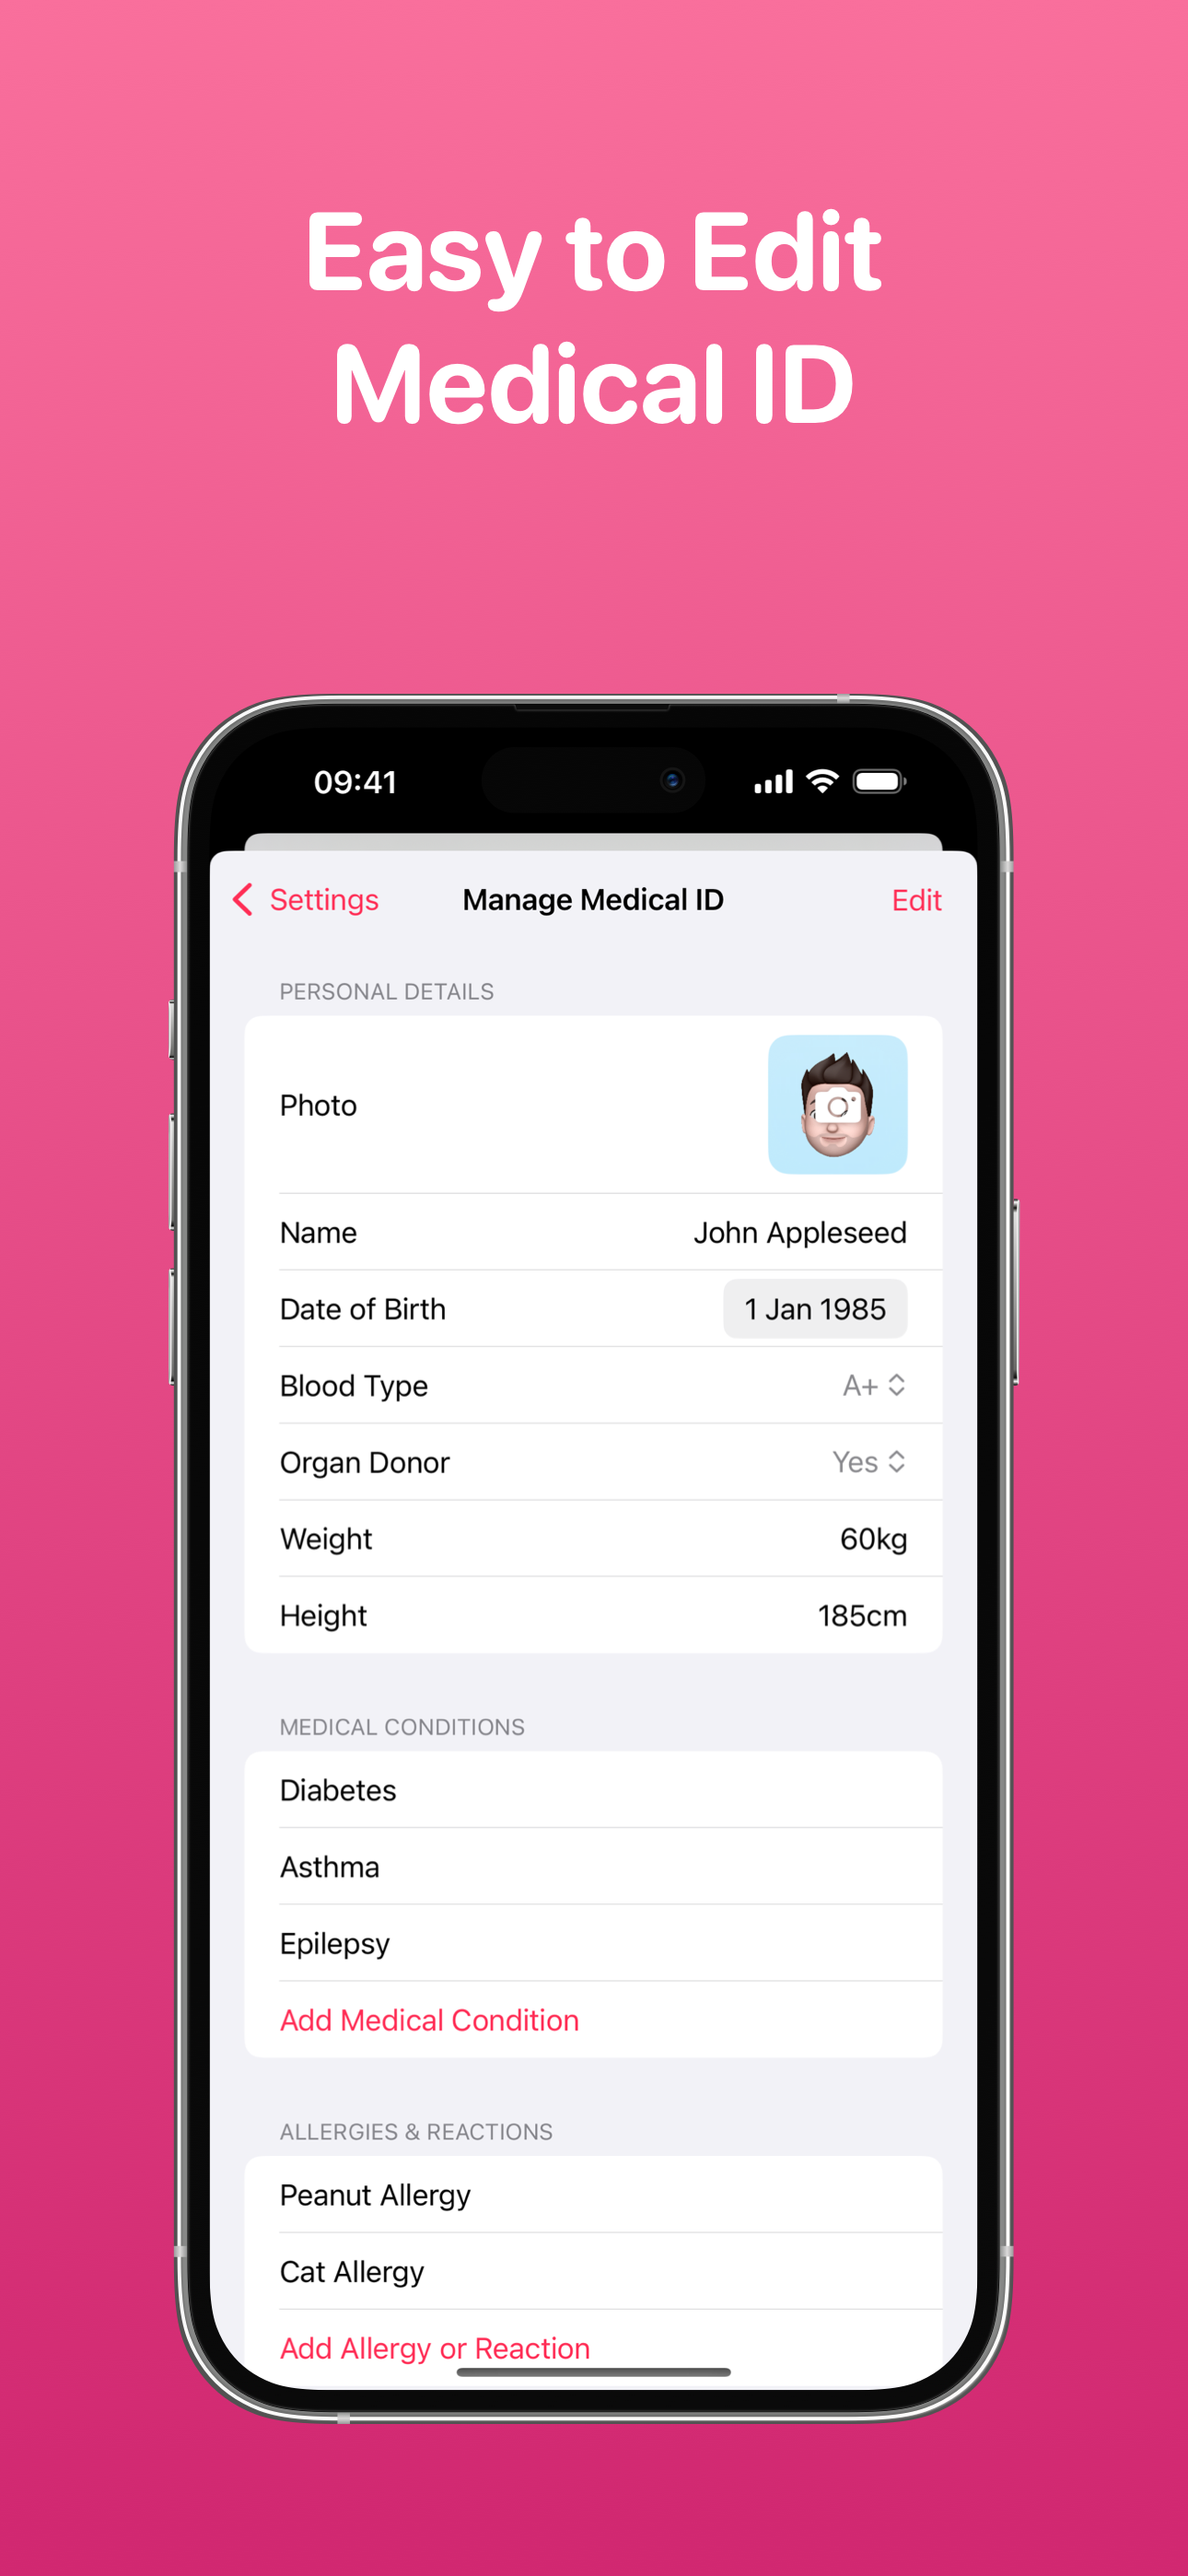 Easy to Edit
Medical ID
09:41
Settings
Manage Medical ID
Edit
PERSONAL DETAILS
Photo
Name
John Appleseed
Date of Birth
1 Jan 1985
Blood Type
A+
Organ Donor
Yes
Weight
60kg
Height
185cm
MEDICAL CONDITIONS
Diabetes
Asthma
Epilepsy
Add Medical Condition
ALLERGIES & REACTIONS
Peanut Allergy
Cat Allergy
Add Allergy or Reaction